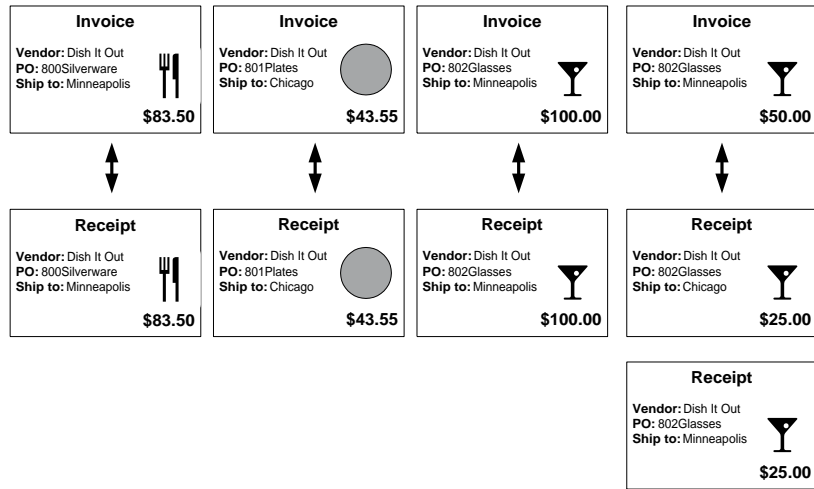 Invoice
Vendor: Dish It Out
PO: 800Silverware
Ship to: Minneapolis
$83.50
Invoice
Vendor: Dish It Out
PO: 801Plates
Ship to: Chicago
$43.55
Invoice
Vendor: Dish It Out
PO: 802Glasses
Ship to: Minneapolis
$100.00
Invoice
Vendor: Dish It Out
PO: 802Glasses
Ship to: Minneapolis
$50.00
Receipt
Vendor: Dish It Out
PO: 800Silverware
Ship to: Minneapolis
$83.50
Receipt
Vendor: Dish It Out
PO: 801Plates
Ship to: Chicago
$43.55
Receipt
Vendor: Dish It Out
PO: 802Glasses
Ship to: Minneapolis
$100.00
Receipt
Vendor: Dish It Out
PO: 802Glasses
Ship to: Chicago
$25.00
Receipt
Vendor: Dish It Out
PO: 802Glasses
Ship to: Minneapolis
$25.00